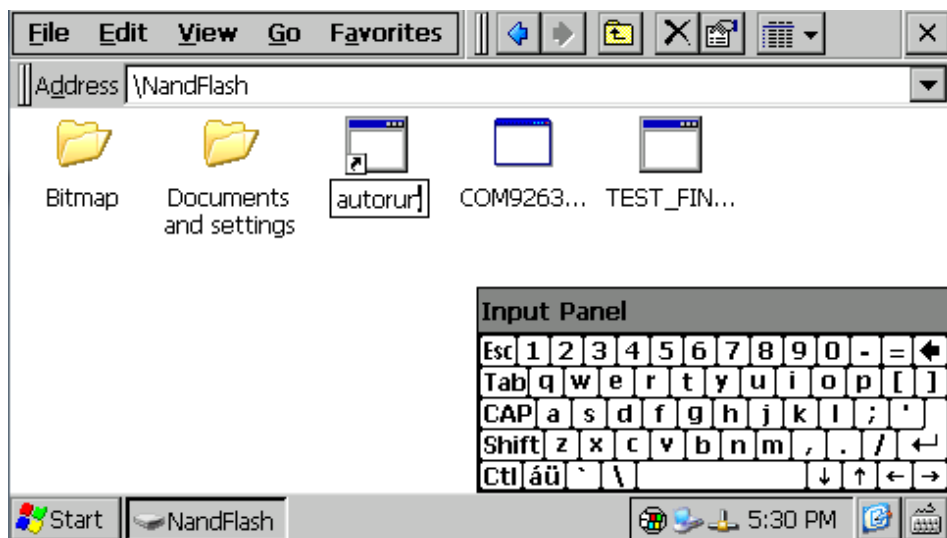 File Edit View Go Favorites
Address \NandFlash
Bitmap
Documents
and settings
autorun
COM9263...
TEST_FIN...
Input Panel
Esc 1 2 3 4 5 6 7 8 9 0 - =
Tab q w e r t y u i o p [ ]
CAP a s d f g h j k l ; '
Shift z x c v b n m , . /
Ctl áü ` \
Start NandFlash 5:30 PM